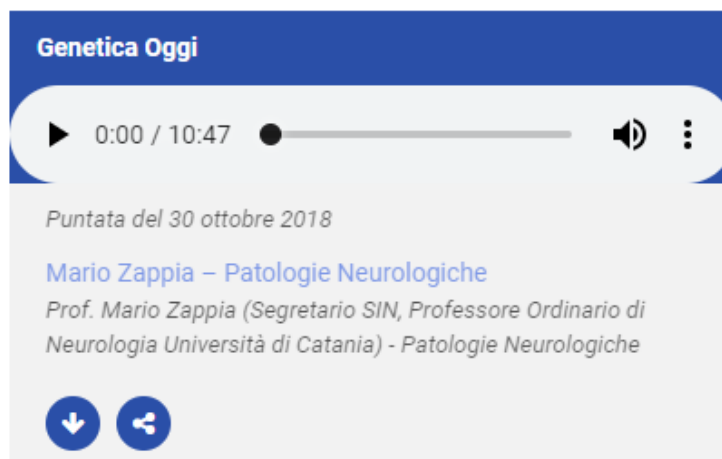 Genetica Oggi
0:00 / 10:47
Puntata del 30 ottobre 2018
Mario Zappia – Patologie Neurologiche
Prof. Mario Zappia (Segretario SIN, Professore Ordinario di
Neurologia Università di Catania) - Patologie Neurologiche